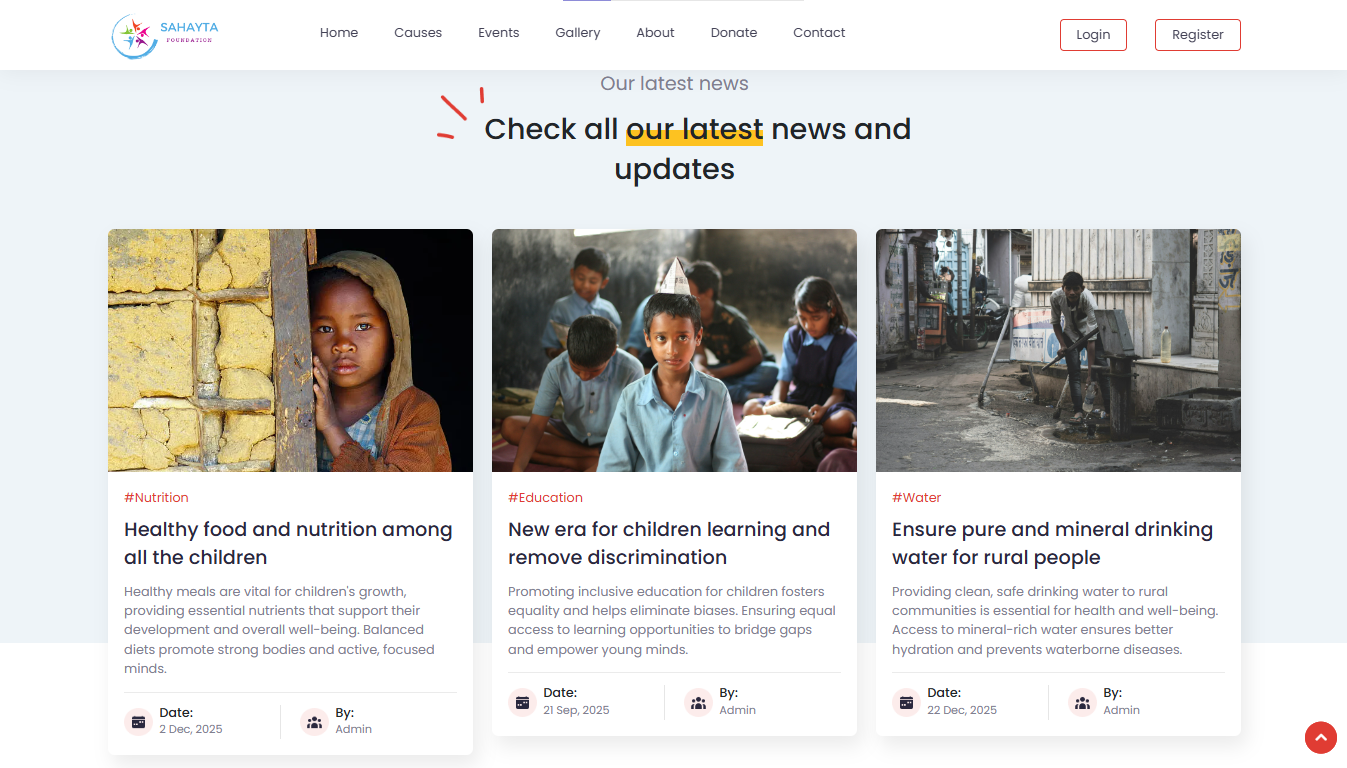 SAHAYTA
FOUNDATION
Home Causes Events Gallery About Donate Contact
Login Register
Our latest news
Check all our latest news and
updates
#Nutrition
Healthy food and nutrition among
all the children
Healthy meals are vital for children's growth,
providing essential nutrients that support their
development and overall well-being. Balanced
diets promote strong bodies and active, focused
minds.
Date:
2 Dec, 2025
By:
Admin
#Education
New era for children learning and
remove discrimination
Promoting inclusive education for children fosters
equality and helps eliminate biases. Ensuring equal
access to learning opportunities to bridge gaps
and empower young minds.
Date:
21 Sep, 2025
By:
Admin
#Water
Ensure pure and mineral drinking
water for rural people
Providing clean, safe drinking water to rural
communities is essential for health and well-being.
Access to mineral-rich water ensures better
hydration and prevents waterborne diseases.
Date:
22 Dec, 2025
By:
Admin